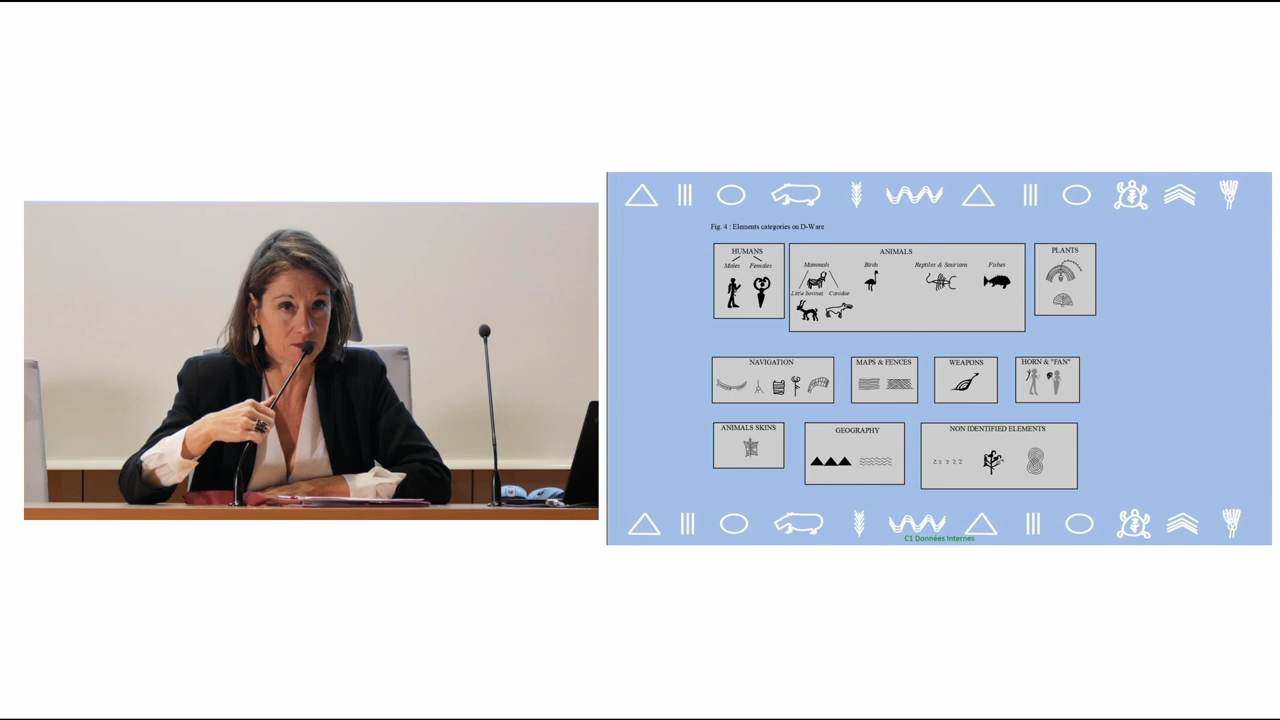 Fig. 4 : Elements categories on D-Ware
HUMANS
Males Females
ANIMALS
Mammals Birds Reptiles & Saurians Fishes
Little bovines Canidae
PLANTS
NAVIGATION
MAPS & FENCES
WEAPONS
HORN & "FAN"
ANIMALS SKINS
GEOGRAPHY
NON IDENTIFIED ELEMENTS
C1 Données Internes